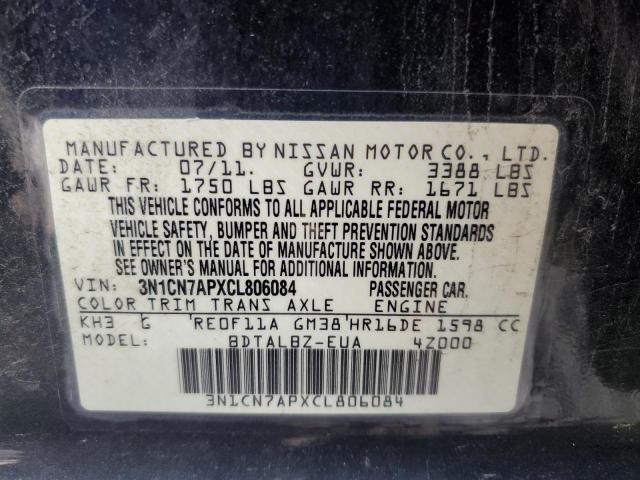 MANUFACTURED BY NISSAN MOTOR CO., LTD.
DATE: 07/11. GVWR: 3388 LBS
GAWR FR: 1750 LBS GAWR RR: 1671 LBS
THIS VEHICLE CONFORMS TO ALL APPLICABLE FEDERAL MOTOR
VEHICLE SAFETY, BUMPER AND THEFT PREVENTION STANDARDS
IN EFFECT ON THE DATE OF MANUFACTURE SHOWN ABOVE.
SEE OWNER'S MANUAL FOR ADDITIONAL INFORMATION.
VIN: 3N1CN7APXCL806084 PASSENGER CAR.
COLOR TRIM TRANS AXLE ENGINE
KH3 G RE0F11A GM38 HR16DE 1598 CC
MODEL: BDTALBZ-EUA 4Z000
3N1CN7APXCL806084